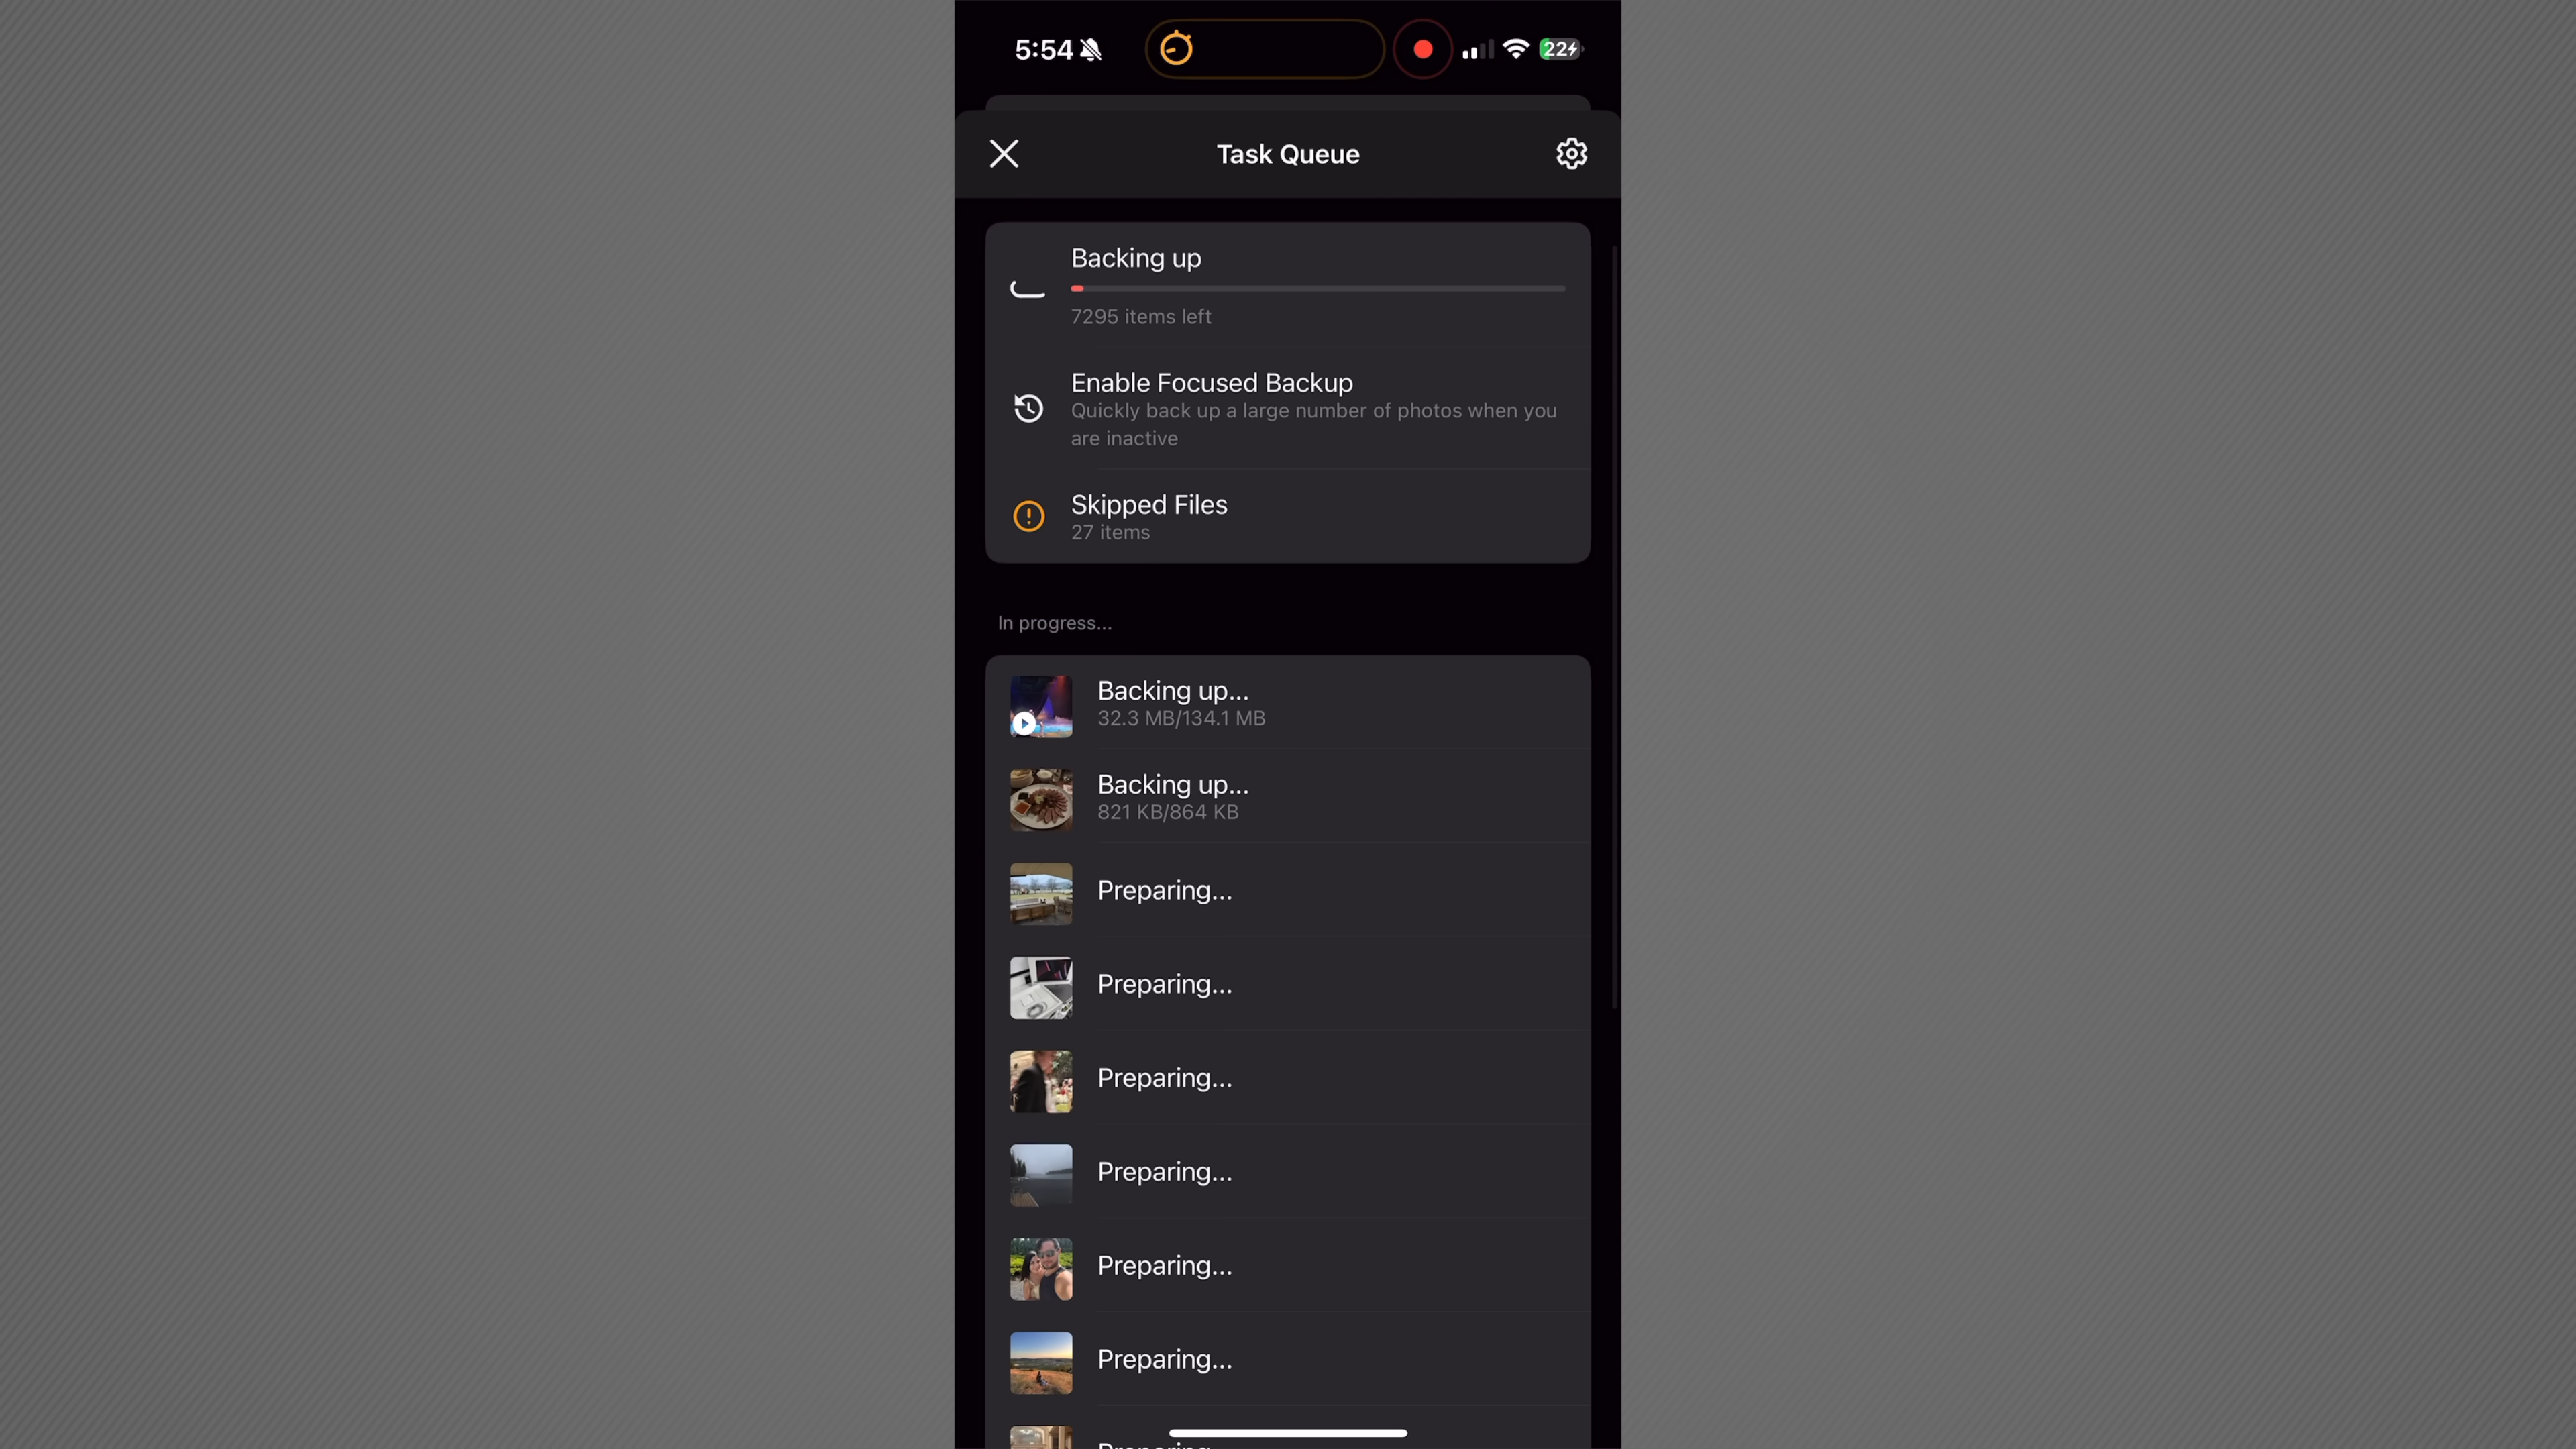 5:54
22
Task Queue
Backing up
7295 items left
Enable Focused Backup
Quickly back up a large number of photos when you
are inactive
Skipped Files
27 items
In progress...
Backing up...
32.3 MB/134.1 MB
Backing up...
821 KB/864 KB
Preparing...
Preparing...
Preparing...
Preparing...
Preparing...
Preparing...